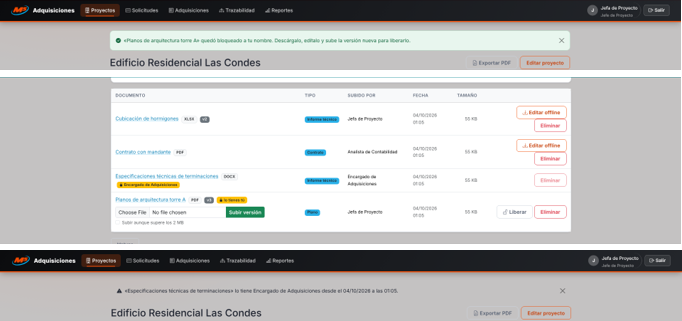 Adquisiciones Proyectos Solicitudes Adquisiciones Trazabilidad Reportes J Jefa de Proyecto Jefe de Proyecto Salir
«Planos de arquitectura torre A» quedó bloqueado a tu nombre. Descárgalo, edítalo y sube la versión nueva para liberarlo.
Edificio Residencial Las Condes Exportar PDF Editar proyecto
DOCUMENTO TIPO SUBIDO POR FECHA TAMAÑO
Cubicación de hormigones XLSX v2 Informe técnico Jefa de Proyecto 04/10/2026 01:05 55 KB Editar offline Eliminar
Contrato con mandante PDF Contrato Analista de Contabilidad 04/10/2026 01:05 55 KB Editar offline Eliminar
Especificaciones técnicas de terminaciones DOCX Informe técnico Encargado de Adquisiciones 04/10/2026 01:05 55 KB Eliminar
Encargado de Adquisiciones
Planos de arquitectura torre A PDF lo tienes tú
Choose File No file chosen Subir versión Plano Jefa de Proyecto 04/10/2026 01:05 55 KB Liberar Eliminar
Subir aunque supere los 2 MB
Adquisiciones Proyectos Solicitudes Adquisiciones Trazabilidad Reportes J Jefa de Proyecto Jefe de Proyecto Salir
«Especificaciones técnicas de terminaciones» lo tiene Encargado de Adquisiciones desde el 04/10/2026 a las 01:05.
Edificio Residencial Las Condes Exportar PDF Editar proyecto